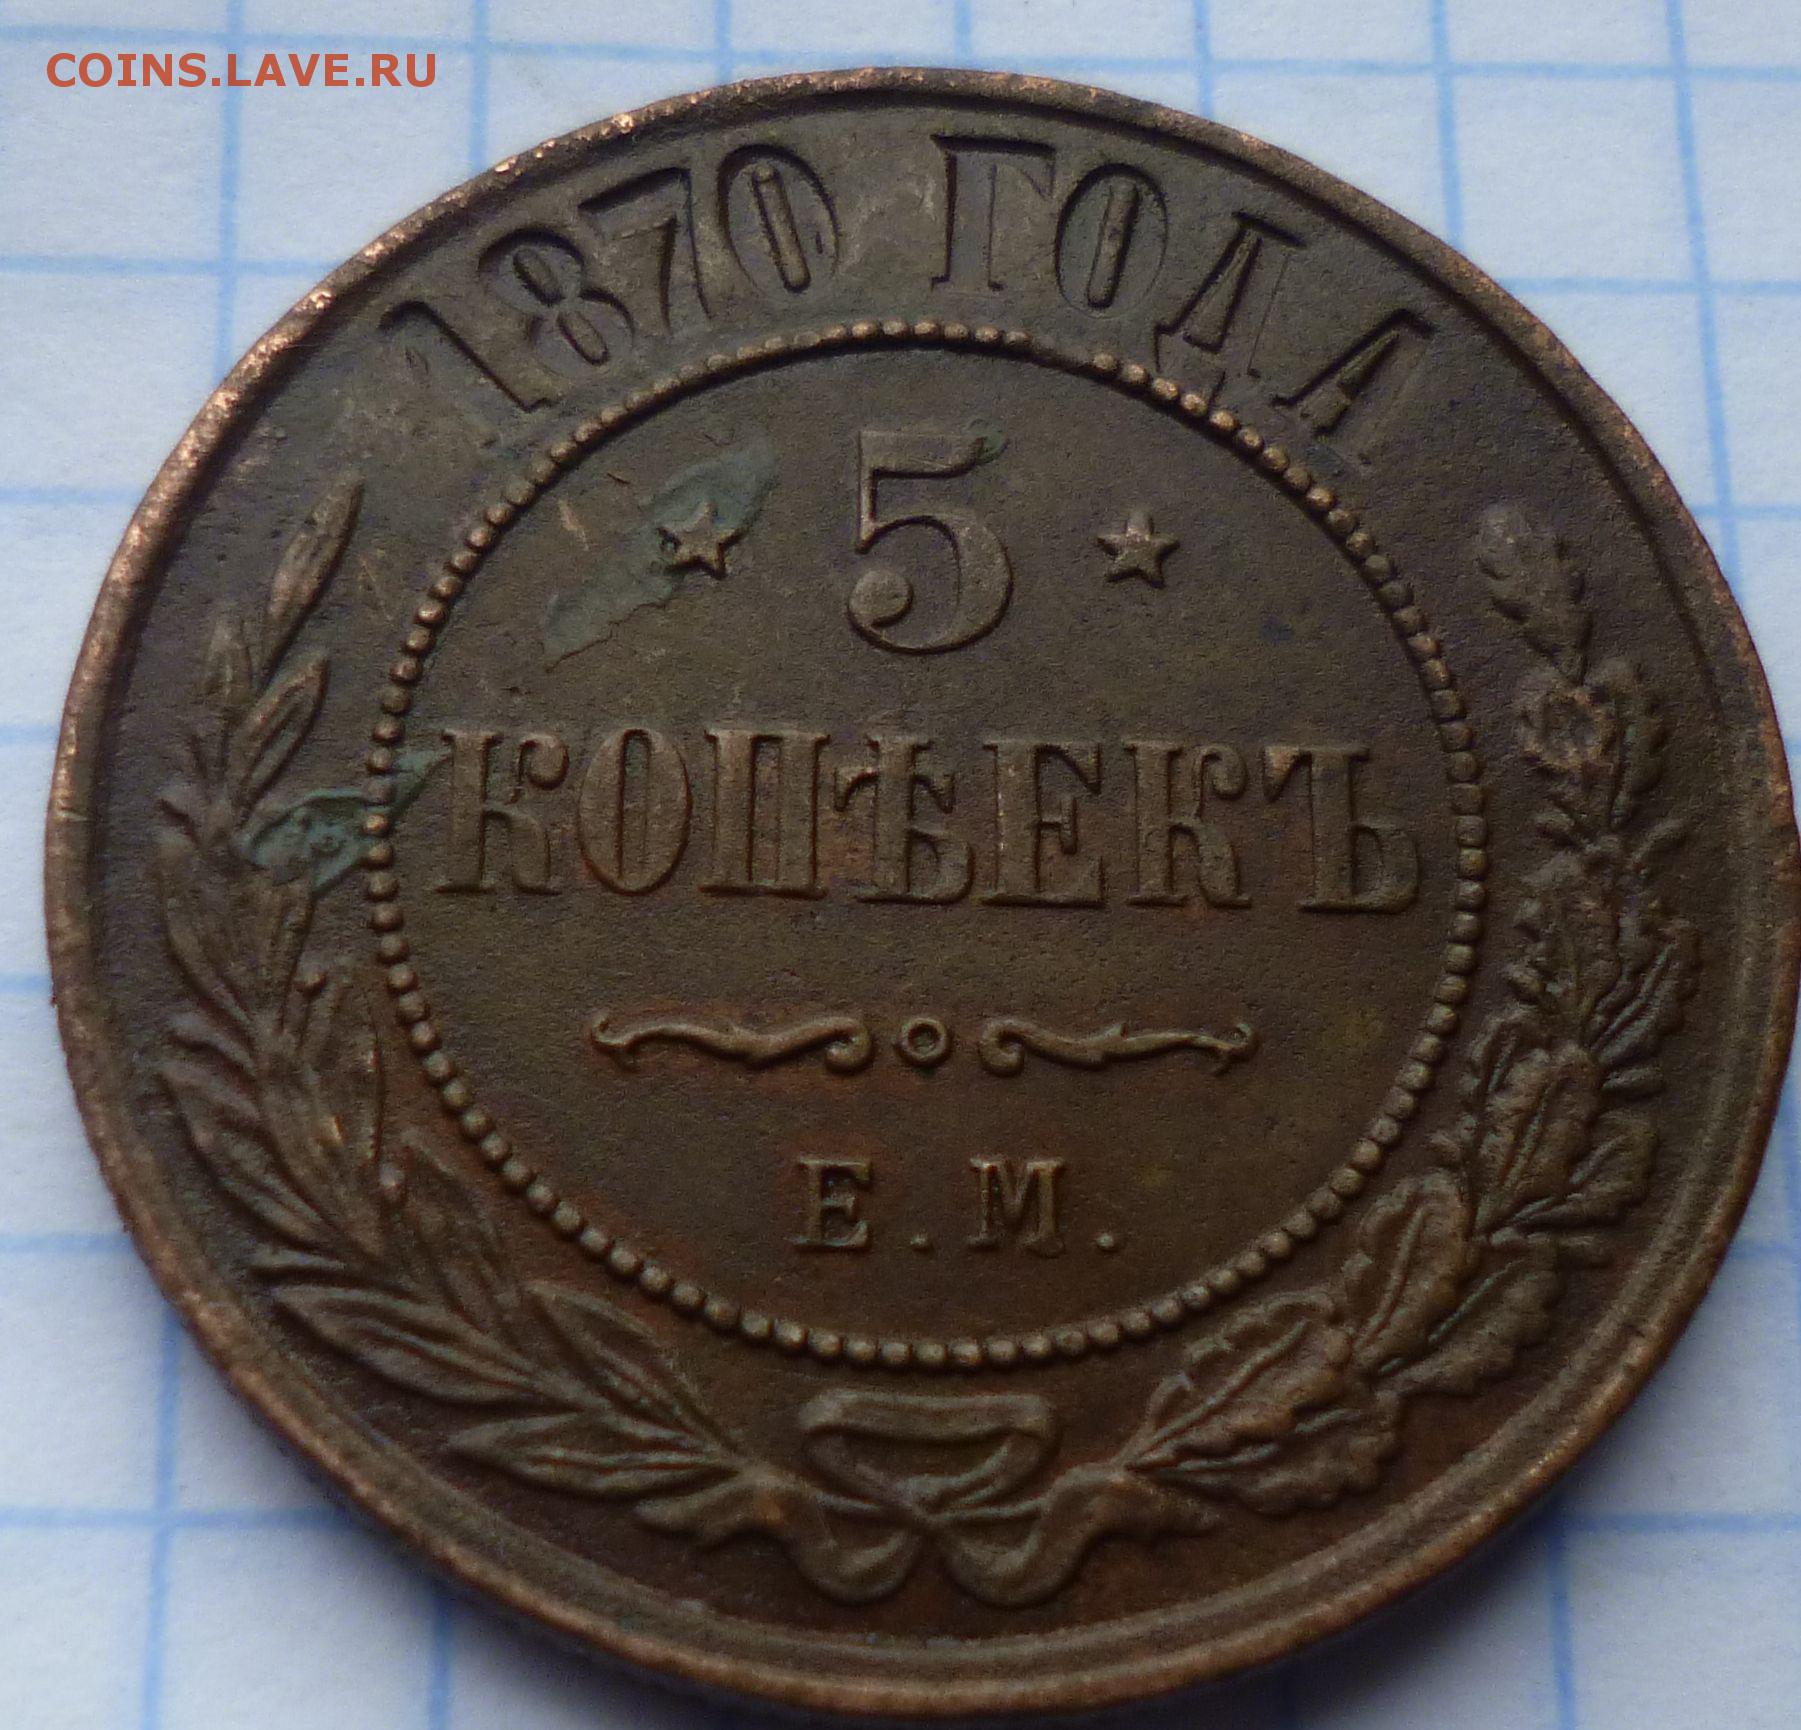 COINS.LAVE.RU
1870 ГОДА
5
КОПѢЕКЪ
Е.М.